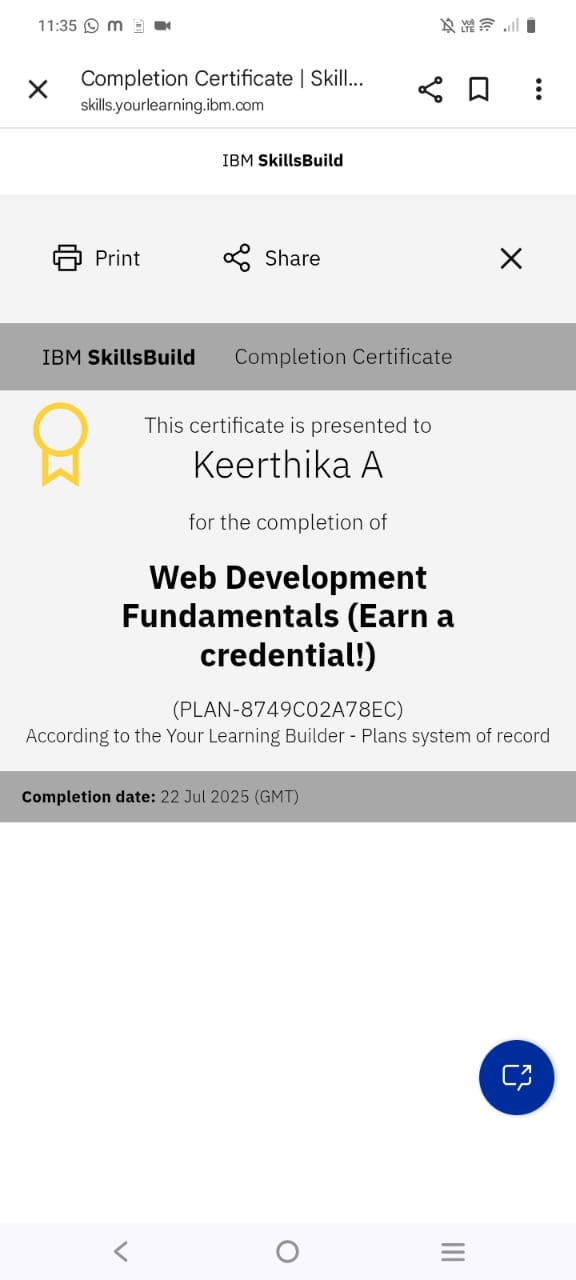 11:35
Completion Certificate | Skill...
skills.yourlearning.ibm.com
IBM SkillsBuild
Print
Share
IBM SkillsBuild Completion Certificate
This certificate is presented to
Keerthika A
for the completion of
Web Development
Fundamentals (Earn a
credential!)
(PLAN-8749C02A78EC)
According to the Your Learning Builder - Plans system of record
Completion date: 22 Jul 2025 (GMT)